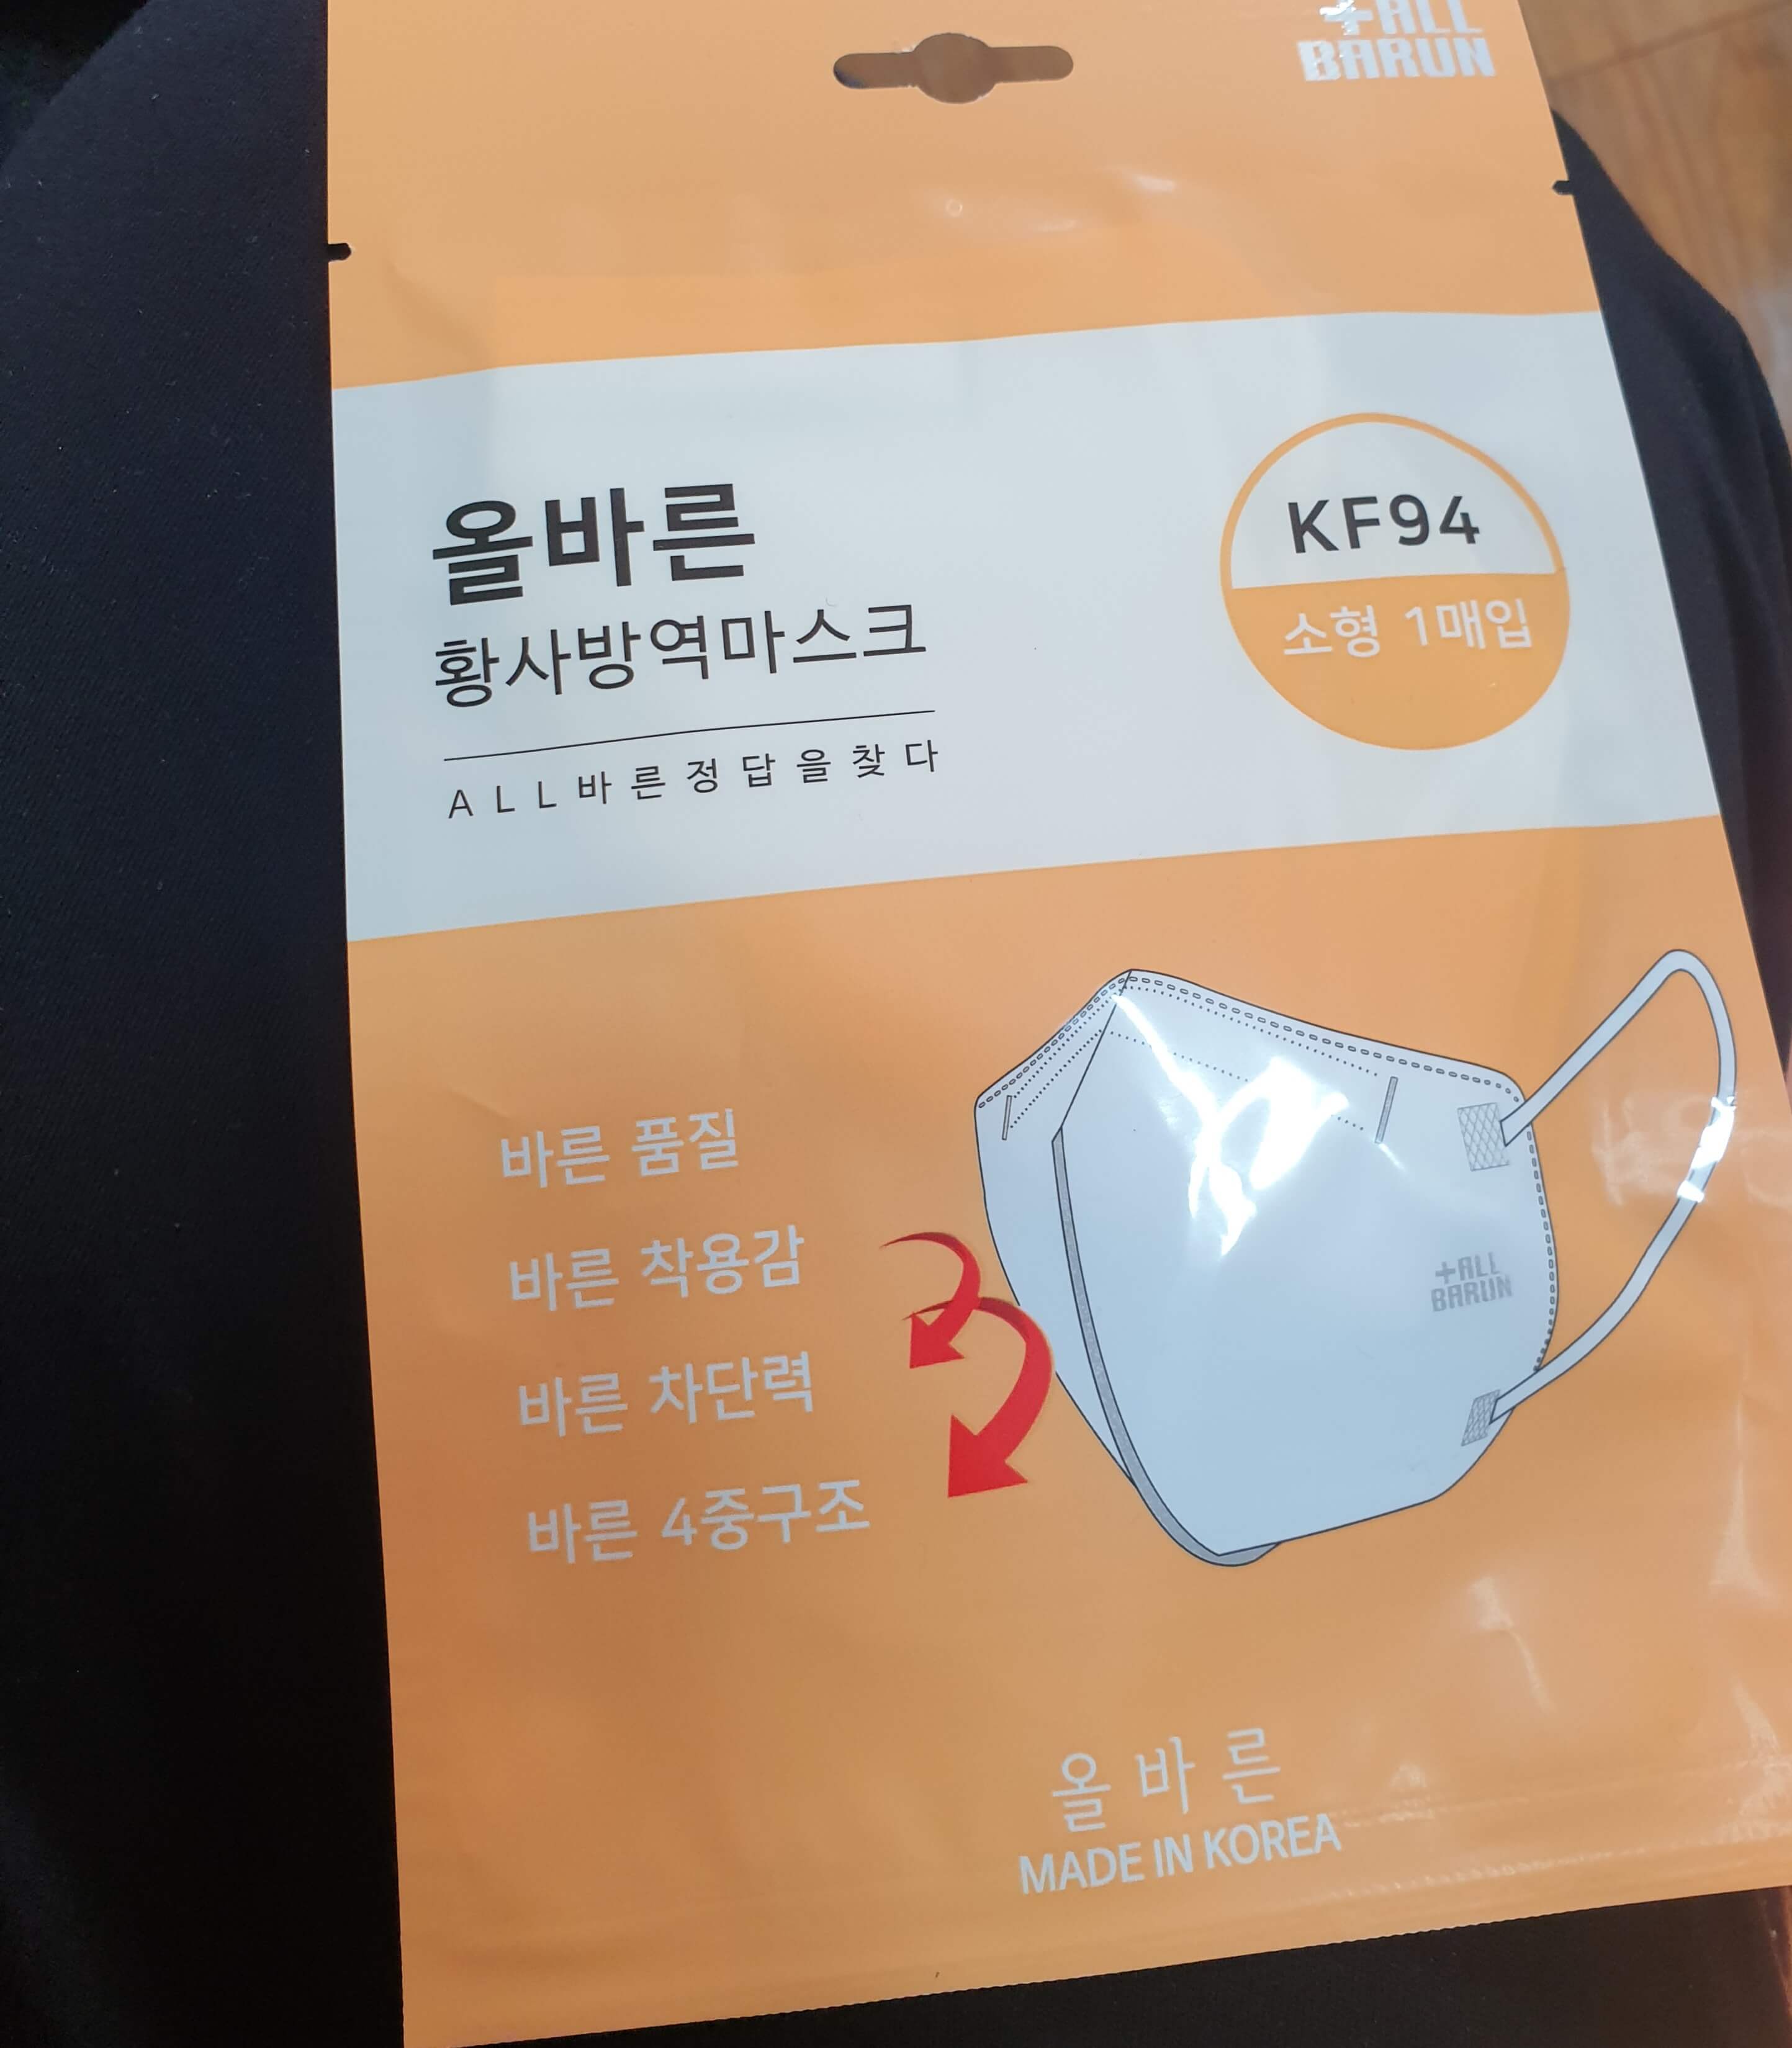 +ALL
BARUN
올바른
황사방역마스크
ALL바른정답을찾다
KF94
소형 1매입
바른 품질
바른 착용감
바른 차단력
바른 4중구조
+ALL
BARUN
올바른
MADE IN KOREA